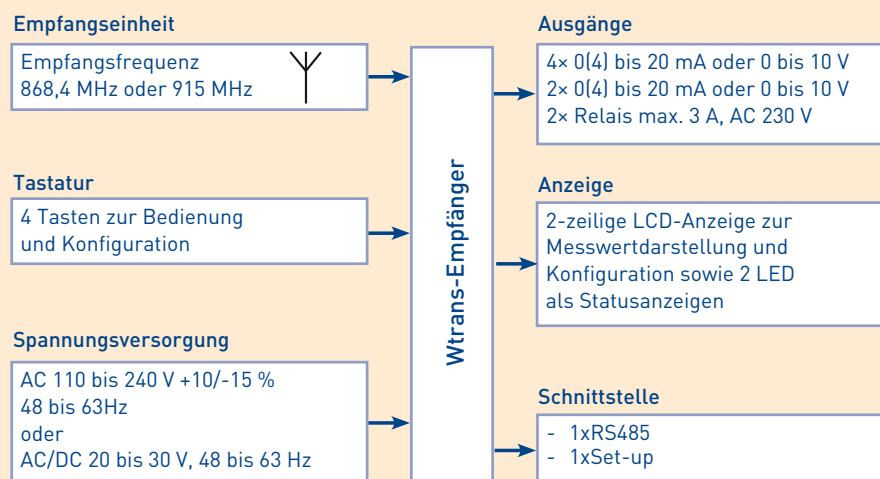 Empfangseinheit
Empfangsfrequenz
868,4 MHz oder 915 MHz
Tastatur
4 Tasten zur Bedienung
und Konfiguration
Spannungsversorgung
AC 110 bis 240 V +10/-15 %
48 bis 63Hz
oder
AC/DC 20 bis 30 V, 48 bis 63 Hz
Wtrans-Empfänger
Ausgänge
4× 0(4) bis 20 mA oder 0 bis 10 V
2× 0(4) bis 20 mA oder 0 bis 10 V
2× Relais max. 3 A, AC 230 V
Anzeige
2-zeilige LCD-Anzeige zur
Messwertdarstellung und
Konfiguration sowie 2 LED
als Statusanzeigen
Schnittstelle
- 1xRS485
- 1xSet-up